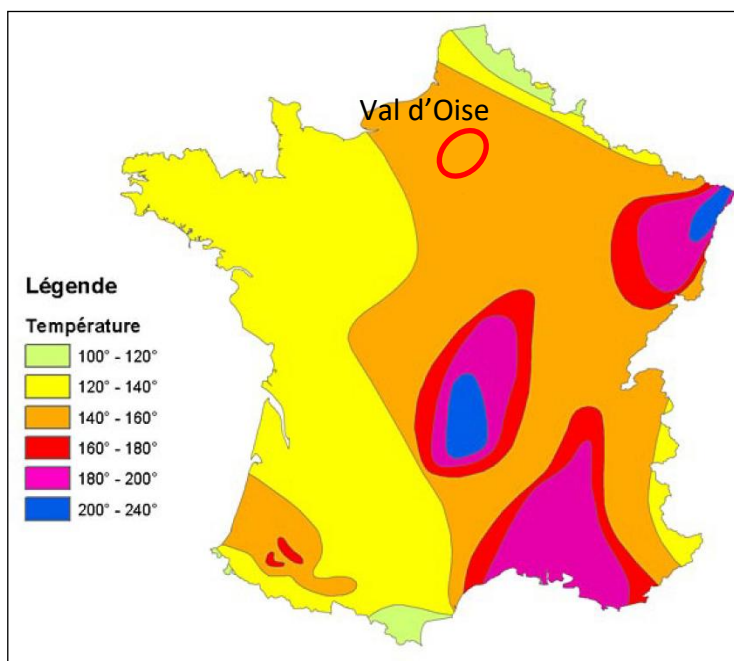 Val d’Oise
Légende
Température
100° - 120°
120° - 140°
140° - 160°
160° - 180°
180° - 200°
200° - 240°